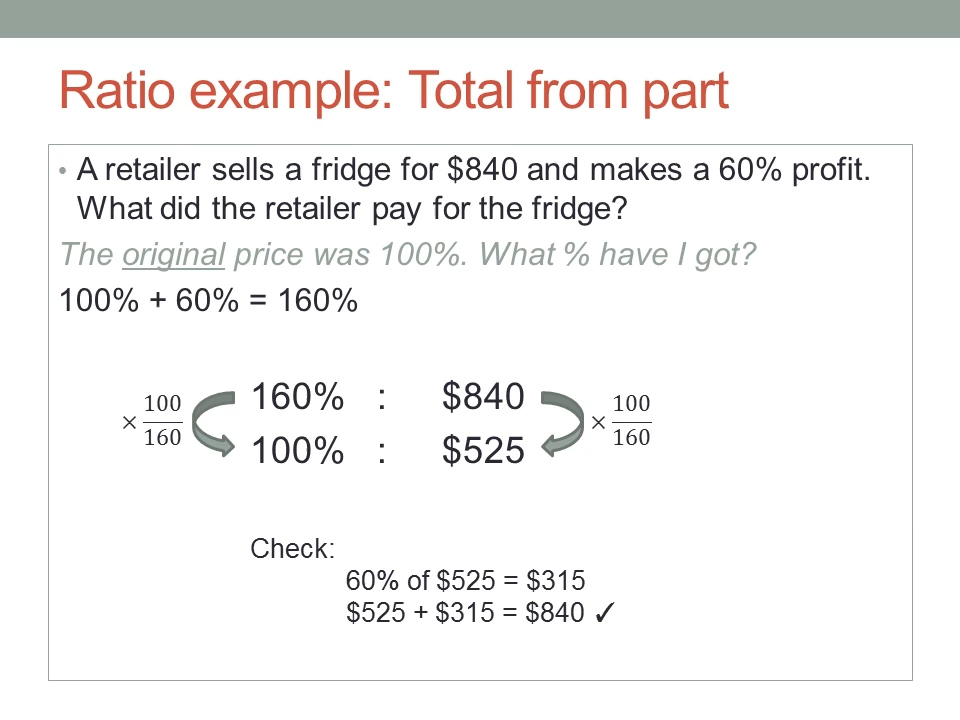 Ratio example: Total from part
• A retailer sells a fridge for $840 and makes a 60% profit.
What did the retailer pay for the fridge?
The original price was 100%. What % have I got?
100% + 60% = 160%
160% : $840
× 100/160 × 100/160
100% : $525
Check:
60% of $525 = $315
$525 + $315 = $840 ✓